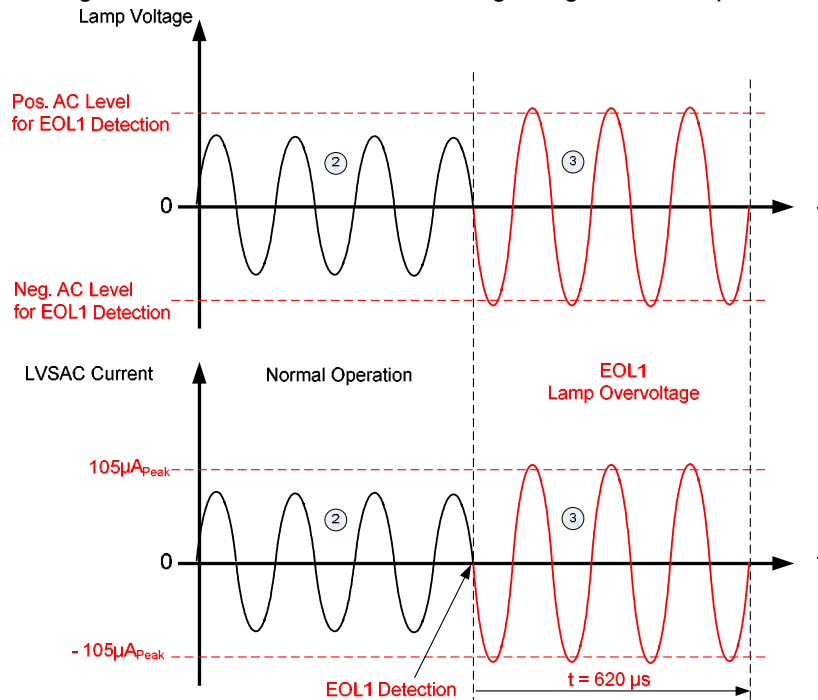 Lamp Voltage
Pos. AC Level
for EOL1 Detection
2
3
0
Neg. AC Level
for EOL1 Detection
LVSAC Current
Normal Operation
EOL1
Lamp Overvoltage
105µAPeak
2
3
0
- 105µAPeak
EOL1 Detection
t = 620 µs